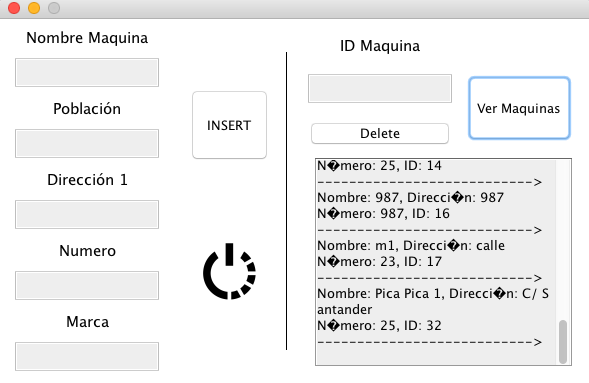 Nombre Maquina
Población
Dirección 1
Numero
Marca
INSERT
ID Maquina
Delete
Ver Maquinas
N�mero: 25, ID: 14
---------------------------->
Nombre: 987, Direcci�n: 987
N�mero: 987, ID: 16
---------------------------->
Nombre: m1, Direcci�n: calle
N�mero: 23, ID: 17
---------------------------->
Nombre: Pica Pica 1, Direcci�n: C/ S
antander
N�mero: 25, ID: 32
---------------------------->